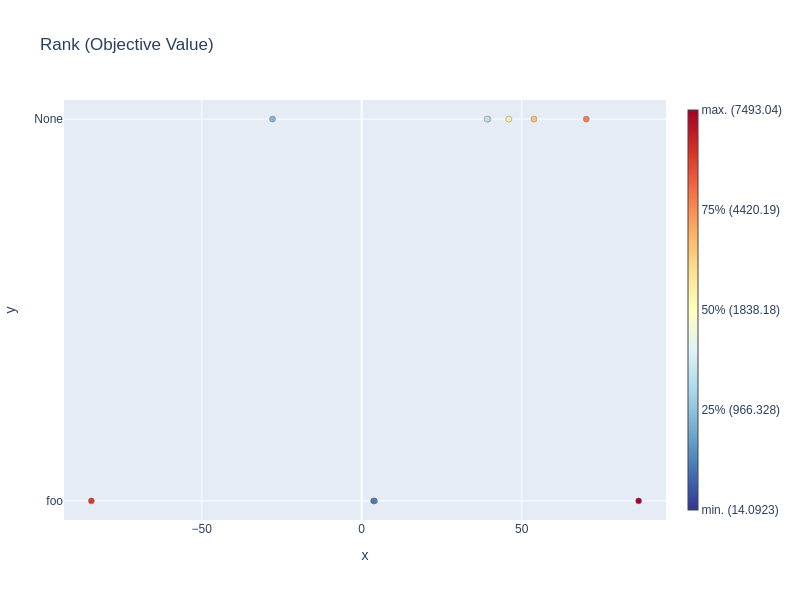 Rank (Objective Value)
None
foo
y
−50
0
50
x
max. (7493.04)
75% (4420.19)
50% (1838.18)
25% (966.328)
min. (14.0923)